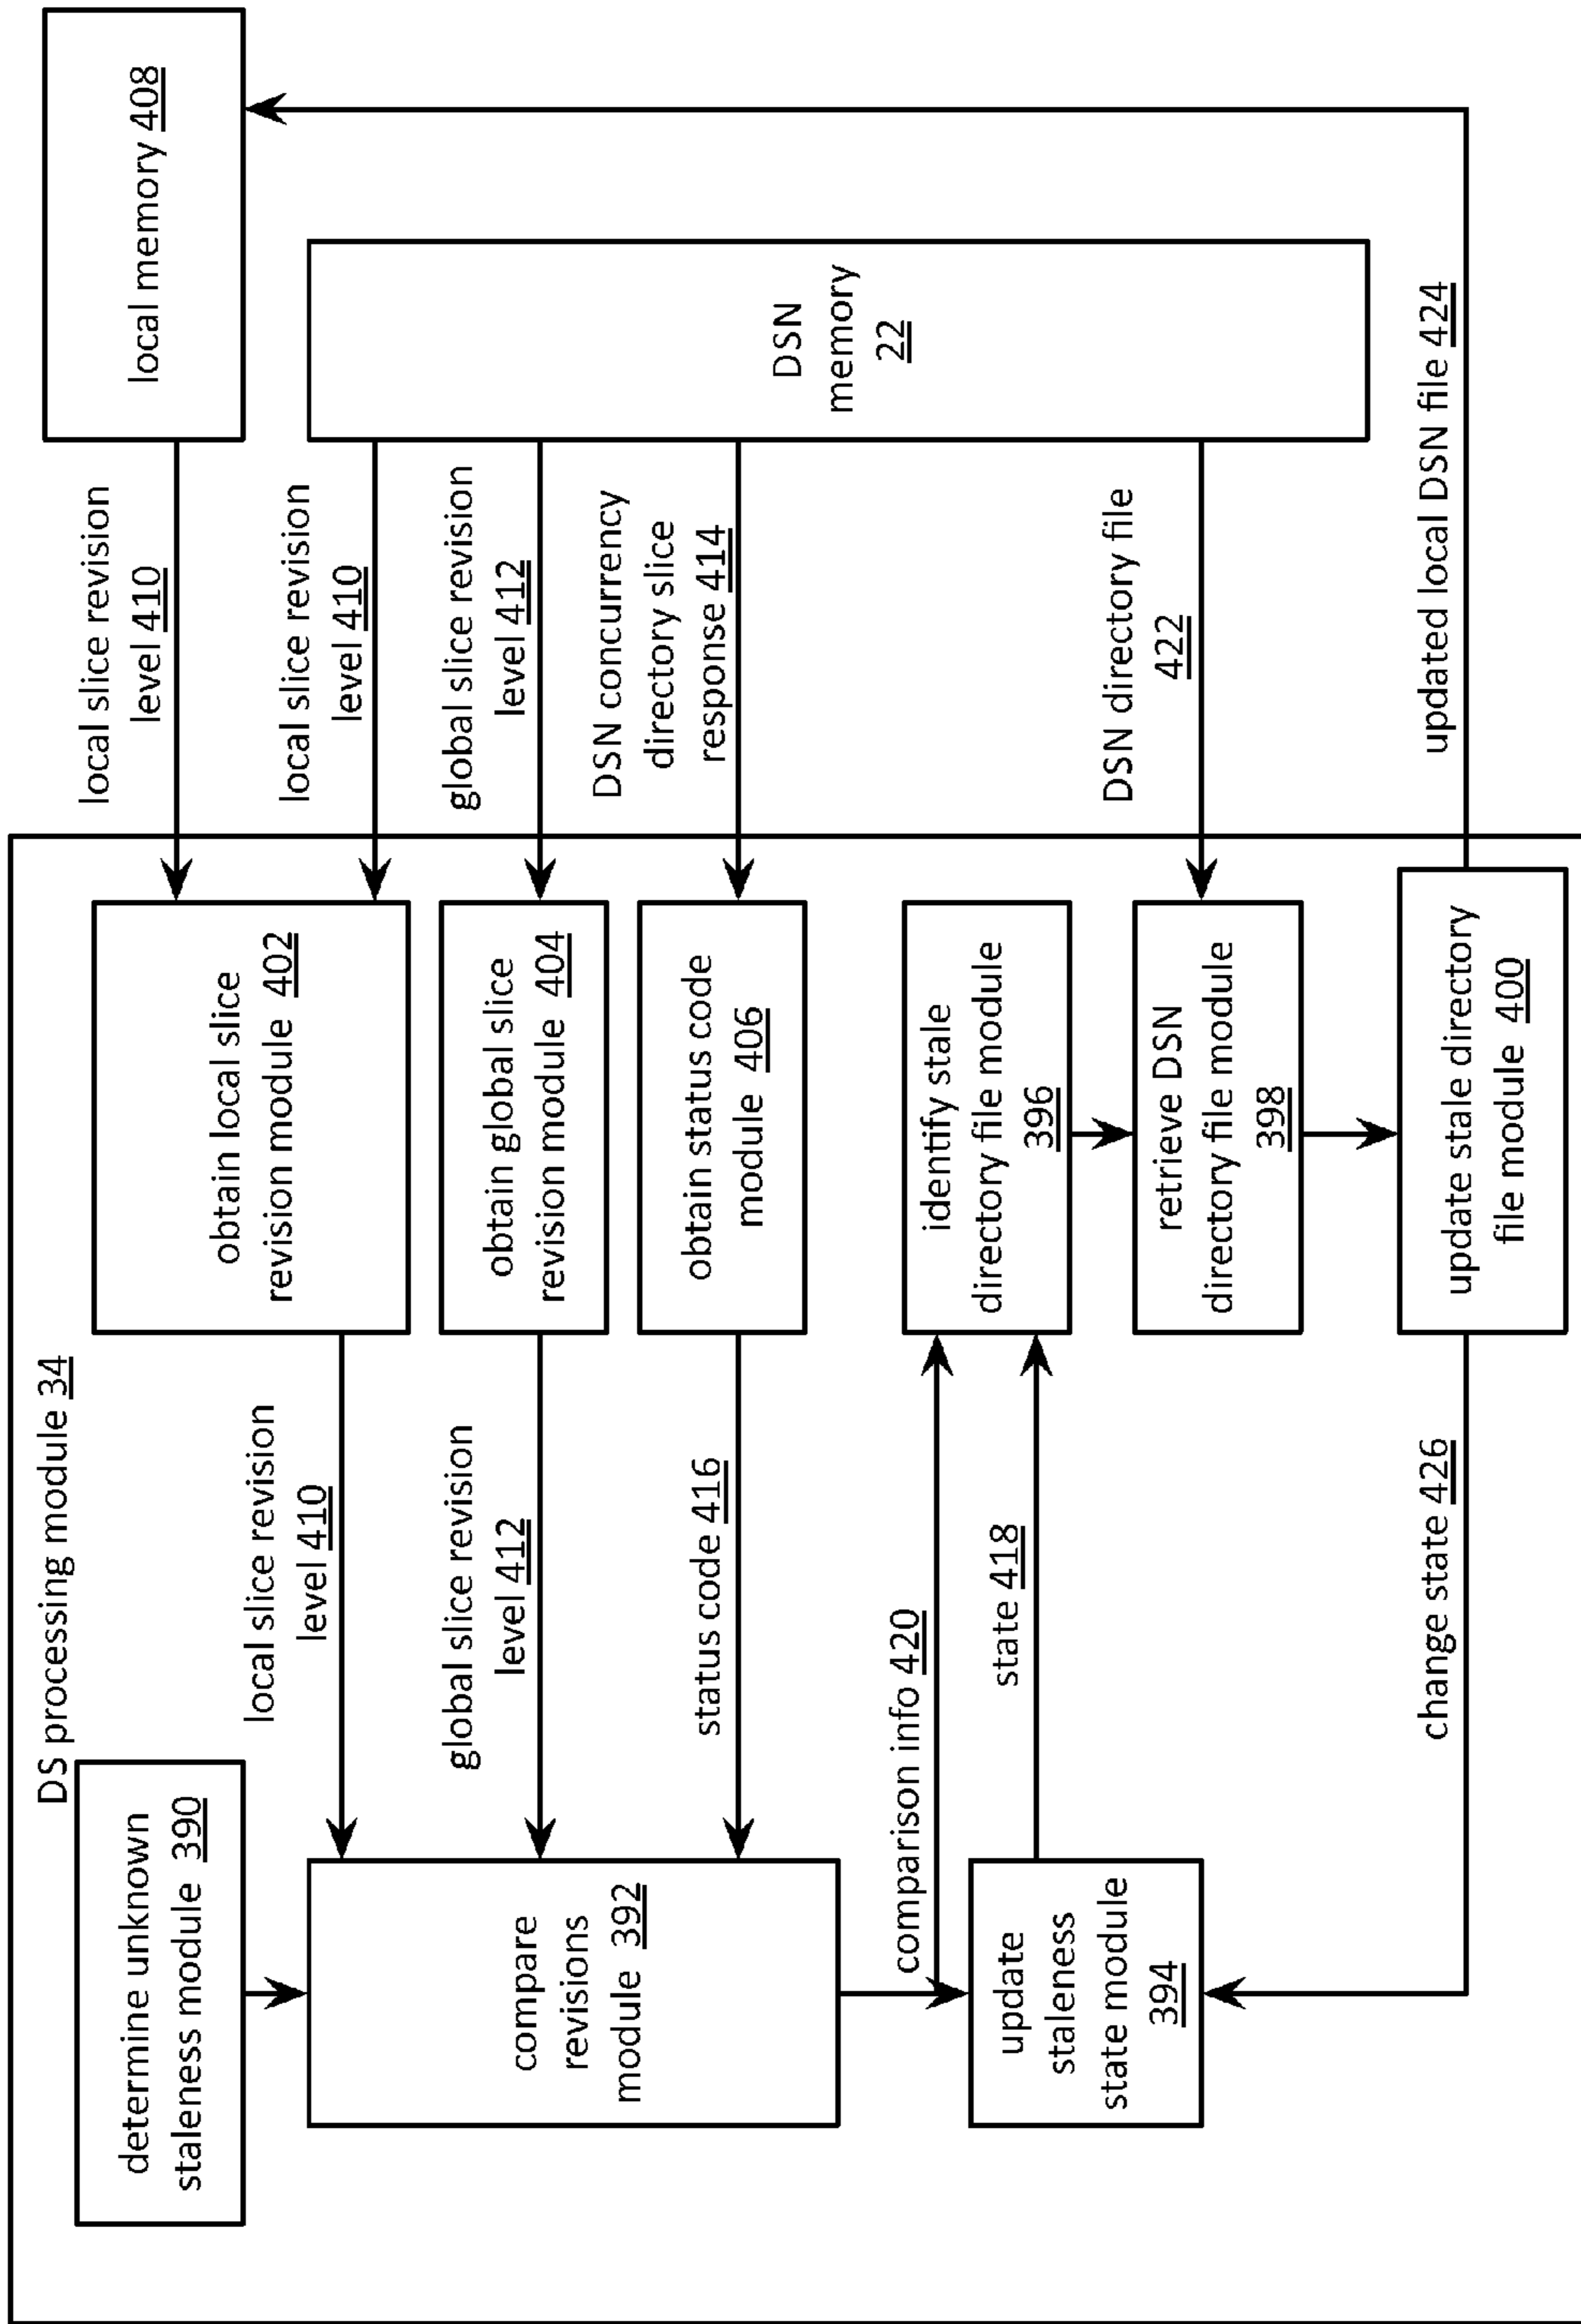 DS processing module 34
determine unknown
staleness module 390
compare
revisions
module 392
update
staleness
state module
394
local slice revision
level 410
global slice revision
level 412
status code 416
comparison info 420
state 418
change state 426
obtain local slice
revision module 402
obtain global slice
revision module 404
obtain status code
module 406
identify stale
directory file module
396
retrieve DSN
directory file module
398
update stale directory
file module 400
local slice revision
level 410
local slice revision
level 410
global slice revision
level 412
DSN concurrency
directory slice
response 414
DSN directory file
422
updated local DSN file 424
local memory 408
DSN
memory
22